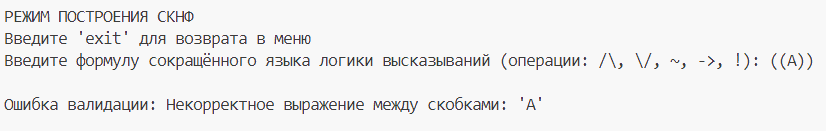 РЕЖИМ ПОСТРОЕНИЯ СКНФ
Введите 'exit' для возврата в меню
Введите формулу сокращённого языка логики высказываний (операции: /\, \/, ~, ->, !): ((A))
Ошибка валидации: Некорректное выражение между скобками: 'A'